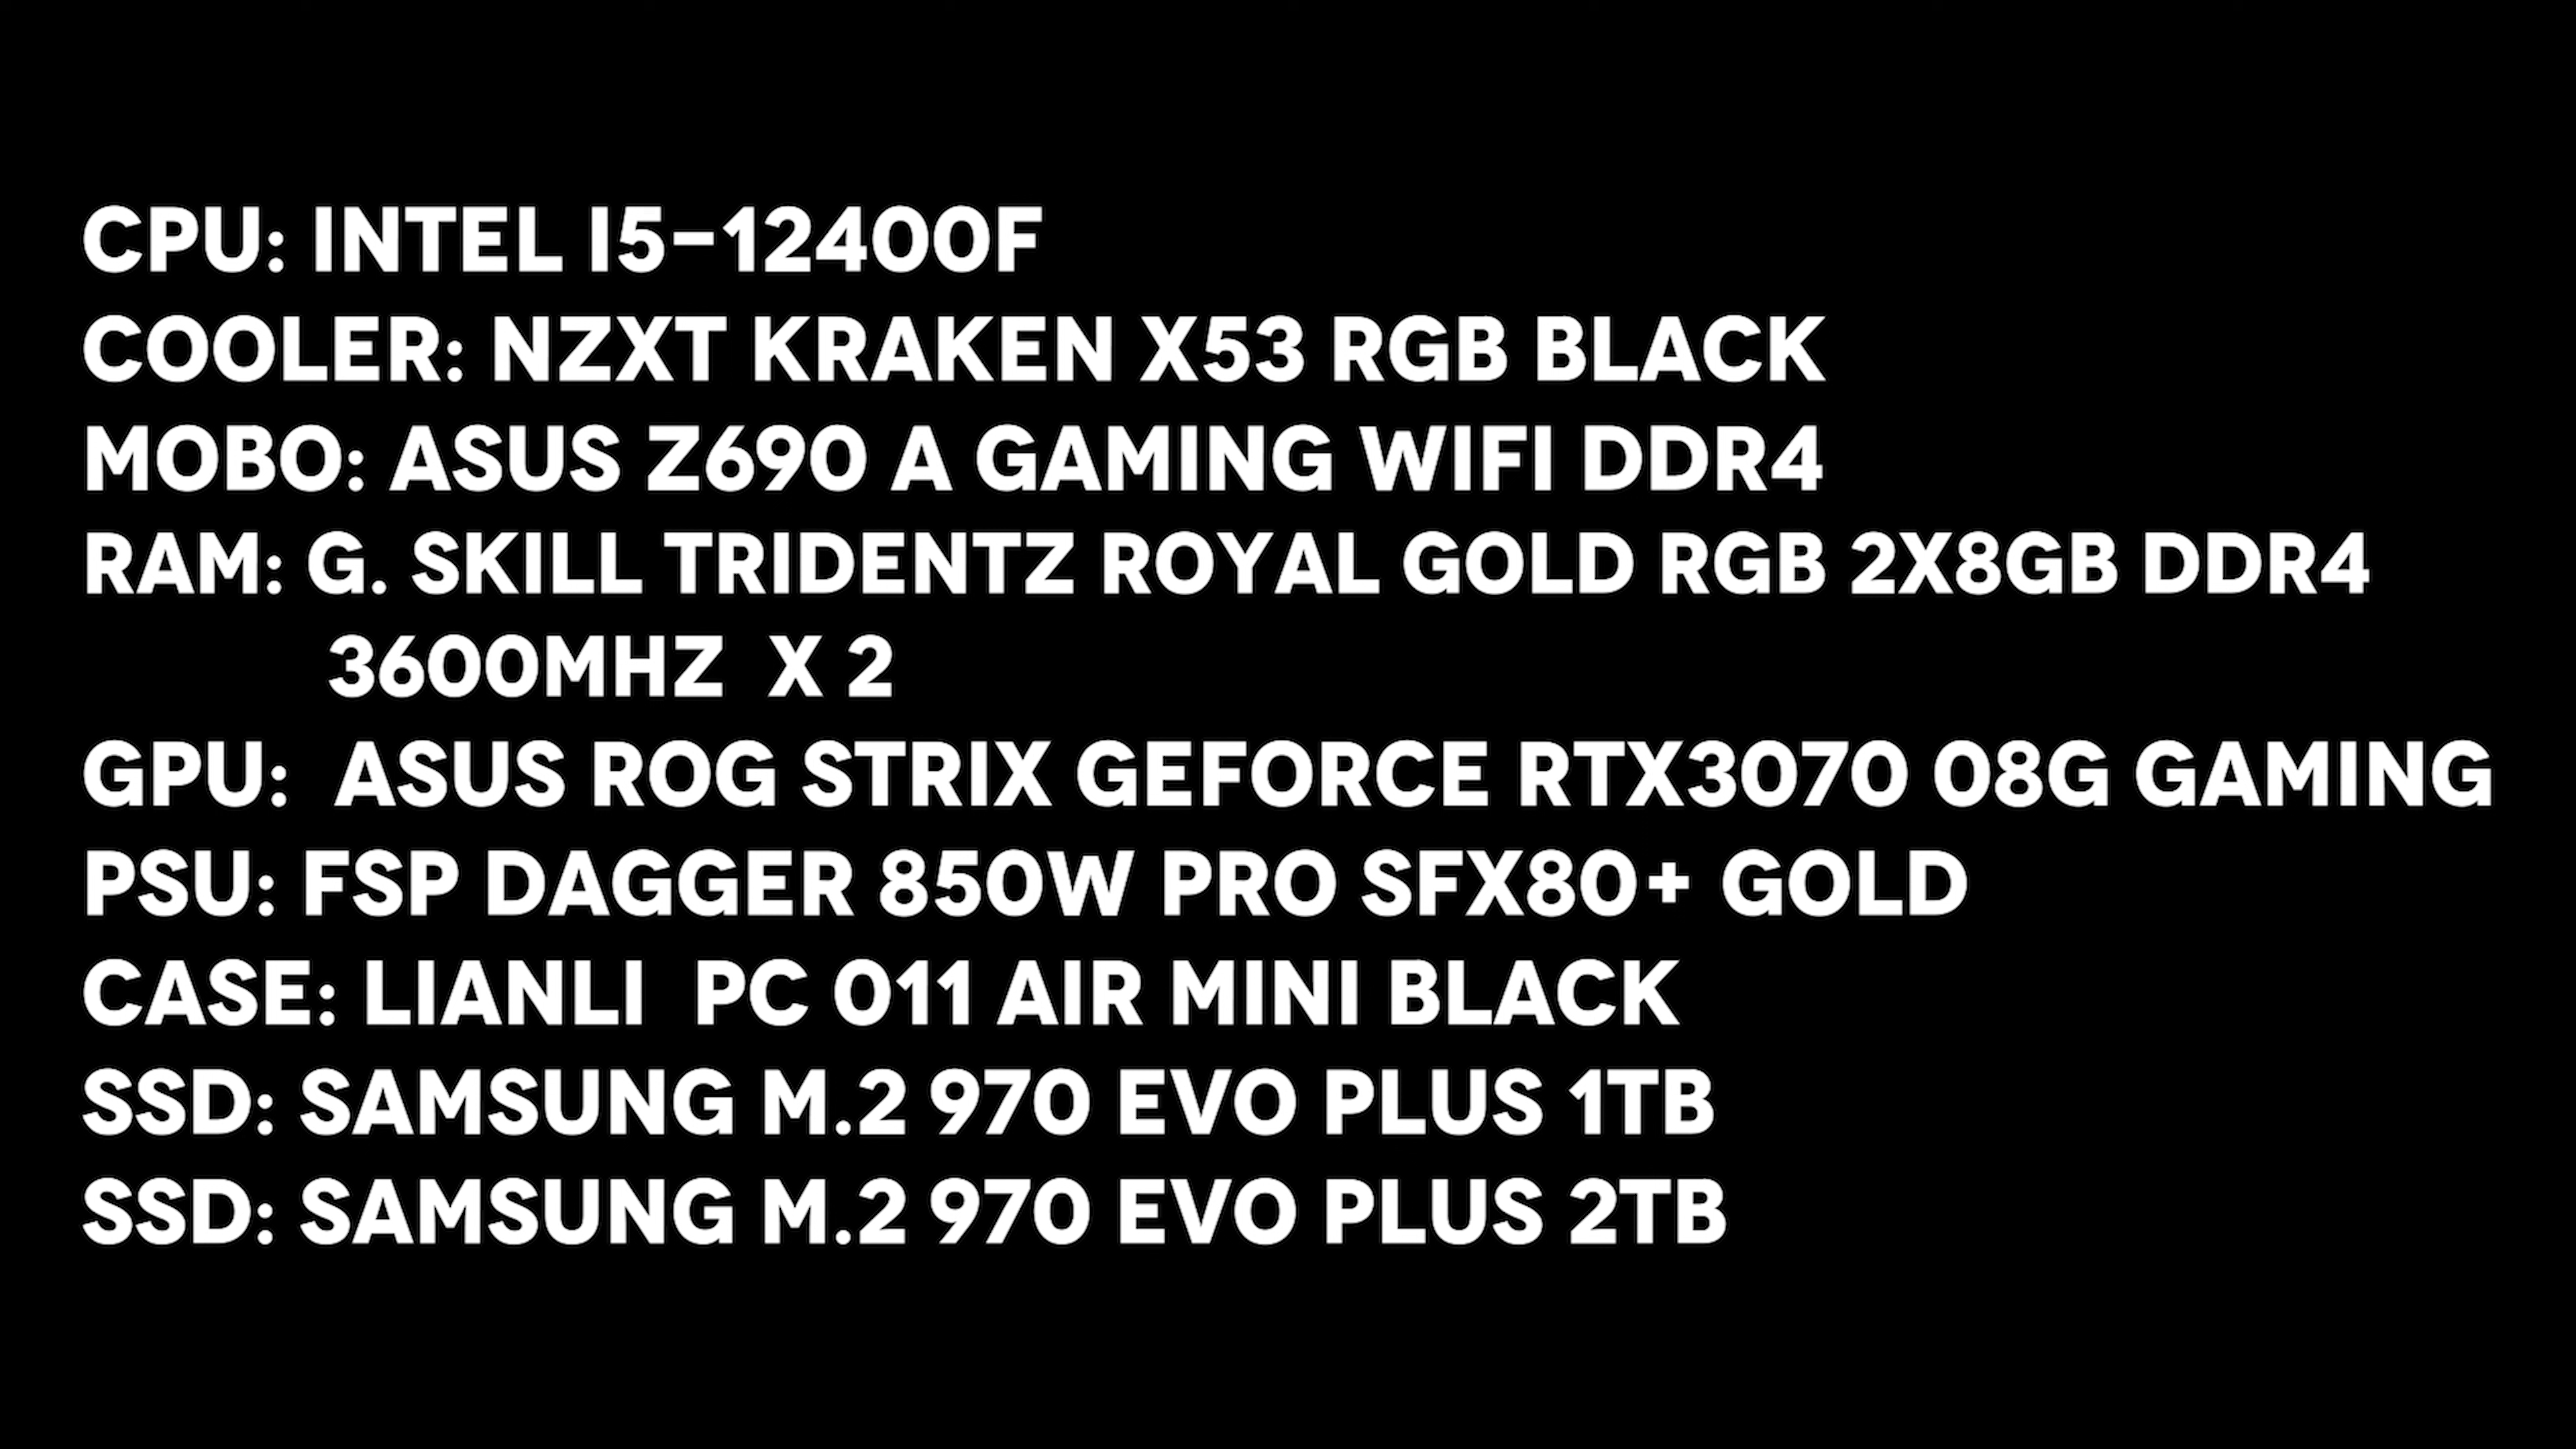 CPU: INTEL I5-12400F
COOLER: NZXT KRAKEN X53 RGB BLACK
MOBO: ASUS Z690 A GAMING WIFI DDR4
RAM: G. SKILL TRIDENTZ ROYAL GOLD RGB 2X8GB DDR4
3600MHZ  X 2
GPU:  ASUS ROG STRIX GEFORCE RTX3070 08G GAMING
PSU: FSP DAGGER 850W PRO SFX80+ GOLD
CASE: LIANLI  PC 011 AIR MINI BLACK
SSD: SAMSUNG M.2 970 EVO PLUS 1TB
SSD: SAMSUNG M.2 970 EVO PLUS 2TB